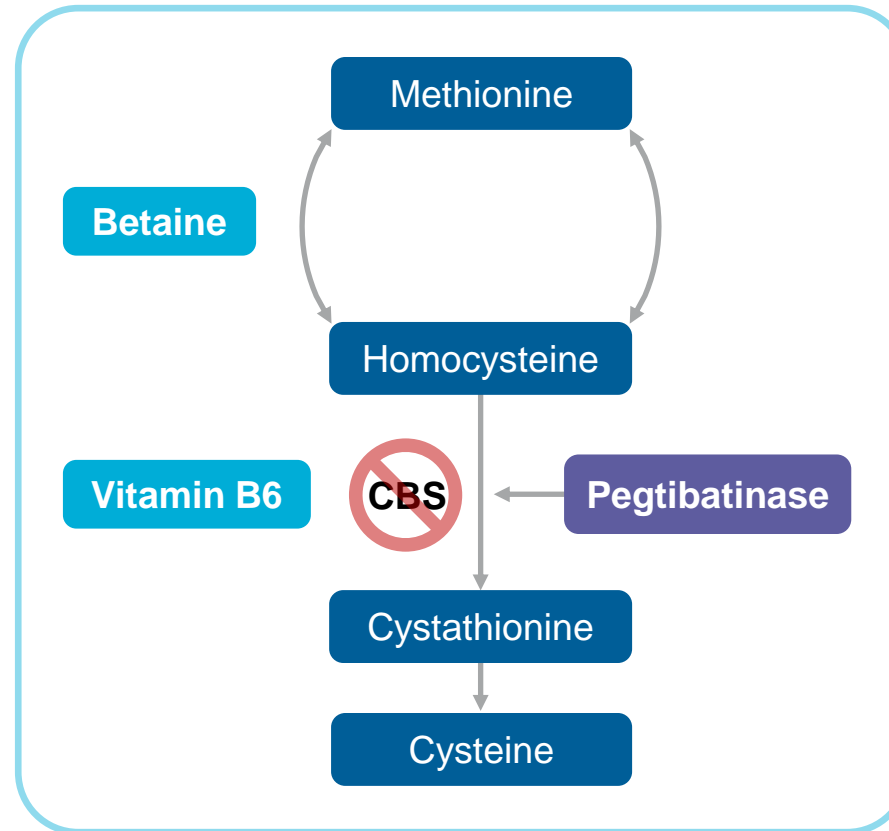 Methionine
Betaine
Homocysteine
Vitamin B6
CBS
Pegtibatinase
Cystathionine
Cysteine